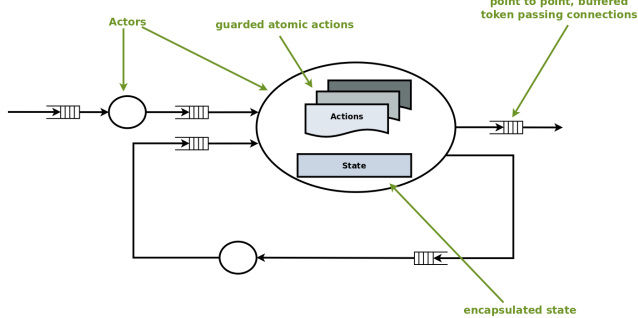 point to point, buffered
token passing connections
Actors
guarded atomic actions
Actions
State
encapsulated state